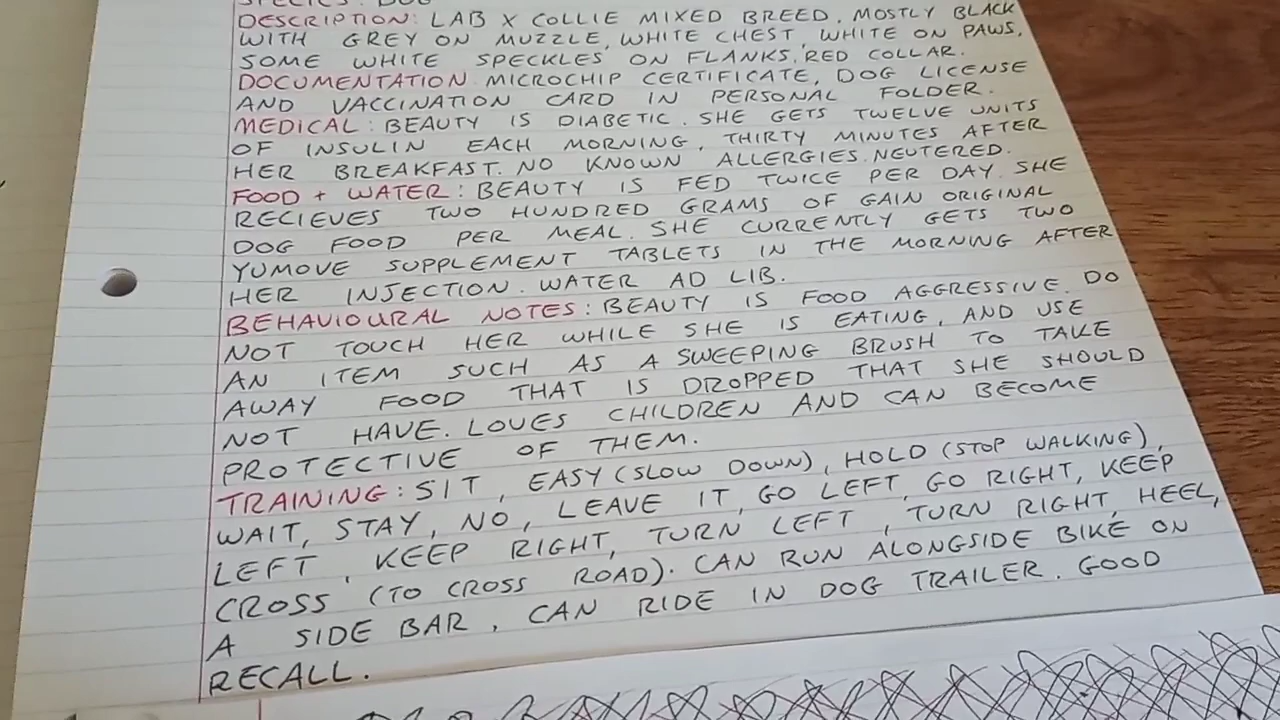 SPECIES: DOG
DESCRIPTION: LAB X COLLIE MIXED BREED. MOSTLY BLACK
WITH GREY ON MUZZLE, WHITE CHEST, WHITE ON PAWS,
SOME WHITE SPECKLES ON FLANKS, RED COLLAR.
DOCUMENTATION: MICROCHIP CERTIFICATE, DOG LICENSE
AND VACCINATION CARD IN PERSONAL FOLDER.
MEDICAL: BEAUTY IS DIABETIC. SHE GETS TWELVE UNITS
OF INSULIN EACH MORNING, THIRTY MINUTES AFTER
HER BREAKFAST. NO KNOWN ALLERGIES. NEUTERED.
FOOD + WATER: BEAUTY IS FED TWICE PER DAY. SHE
RECIEVES TWO HUNDRED GRAMS OF GAIN ORIGINAL
DOG FOOD PER MEAL. SHE CURRENTLY GETS TWO
YUMOVE SUPPLEMENT TABLETS IN THE MORNING AFTER
HER INJECTION. WATER AD LIB.
BEHAVIOURAL NOTES: BEAUTY IS FOOD AGGRESSIVE. DO
NOT TOUCH HER WHILE SHE IS EATING, AND USE
AN ITEM SUCH AS A SWEEPING BRUSH TO TAKE
AWAY FOOD THAT IS DROPPED THAT SHE SHOULD
NOT HAVE. LOVES CHILDREN AND CAN BECOME
PROTECTIVE OF THEM.
TRAINING: SIT, EASY (SLOW DOWN), HOLD (STOP WALKING),
WAIT, STAY, NO, LEAVE IT, GO LEFT, GO RIGHT, KEEP
LEFT, KEEP RIGHT, TURN LEFT, TURN RIGHT, HEEL,
CROSS (TO CROSS ROAD). CAN RUN ALONGSIDE BIKE ON
A SIDE BAR, CAN RIDE IN DOG TRAILER. GOOD
RECALL.